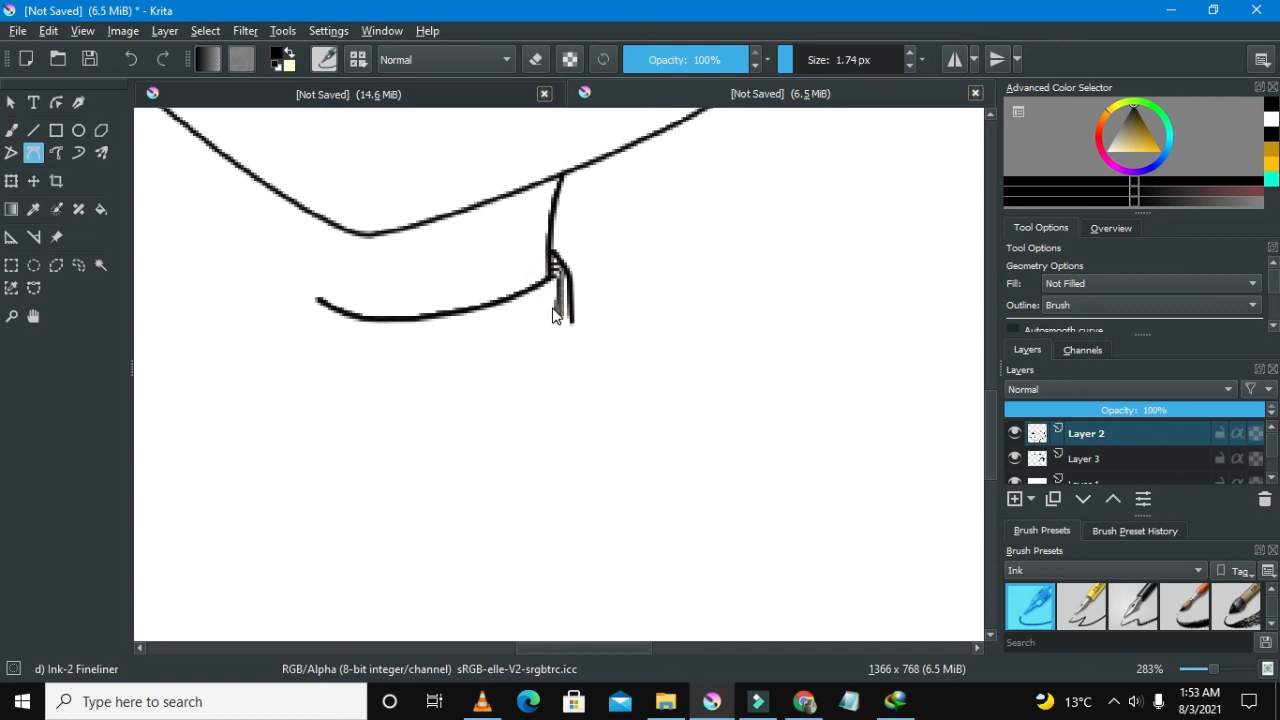 [Not Saved] (6.5 MiB) * - Krita
File Edit View Image Layer Select Filter Tools Settings Window Help
Normal Opacity: 100% Size: 1.74 px
[Not Saved] (14.6 MiB) [Not Saved] (6.5 MiB)
Advanced Color Selector
Tool Options Overview
Tool Options
Geometry Options
Fill: Not Filled
Outline: Brush
Autosmooth curve
Layers Channels
Layers
Normal
Opacity: 100%
Layer 2
Layer 3
Brush Presets Brush Preset History
Brush Presets
Ink Tag
Search
d) Ink-2 Fineliner RGB/Alpha (8-bit integer/channel) sRGB-elle-V2-srgbtrc.icc 1366 x 768 (6.5 MiB) 283%
Type here to search 13°C 1:53 AM
8/3/2021